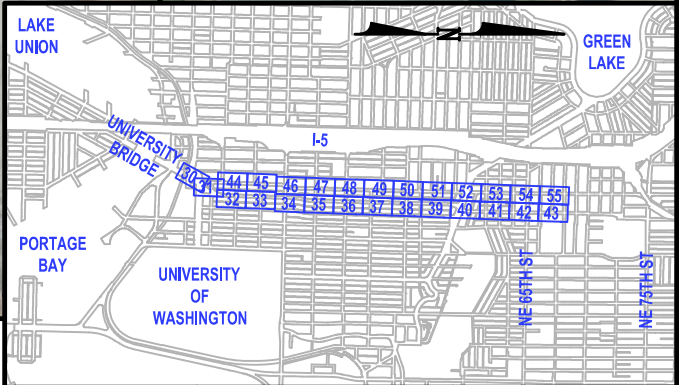 LAKE
UNION
N
GREEN
LAKE
UNIVERSITY
BRIDGE
I-5
30 31
44 45 46 47 48 49 50 51 52 53 54 55
32 33 34 35 36 37 38 39 40 41 42 43
PORTAGE
BAY
UNIVERSITY
OF
WASHINGTON
NE 65TH ST
NE 75TH ST